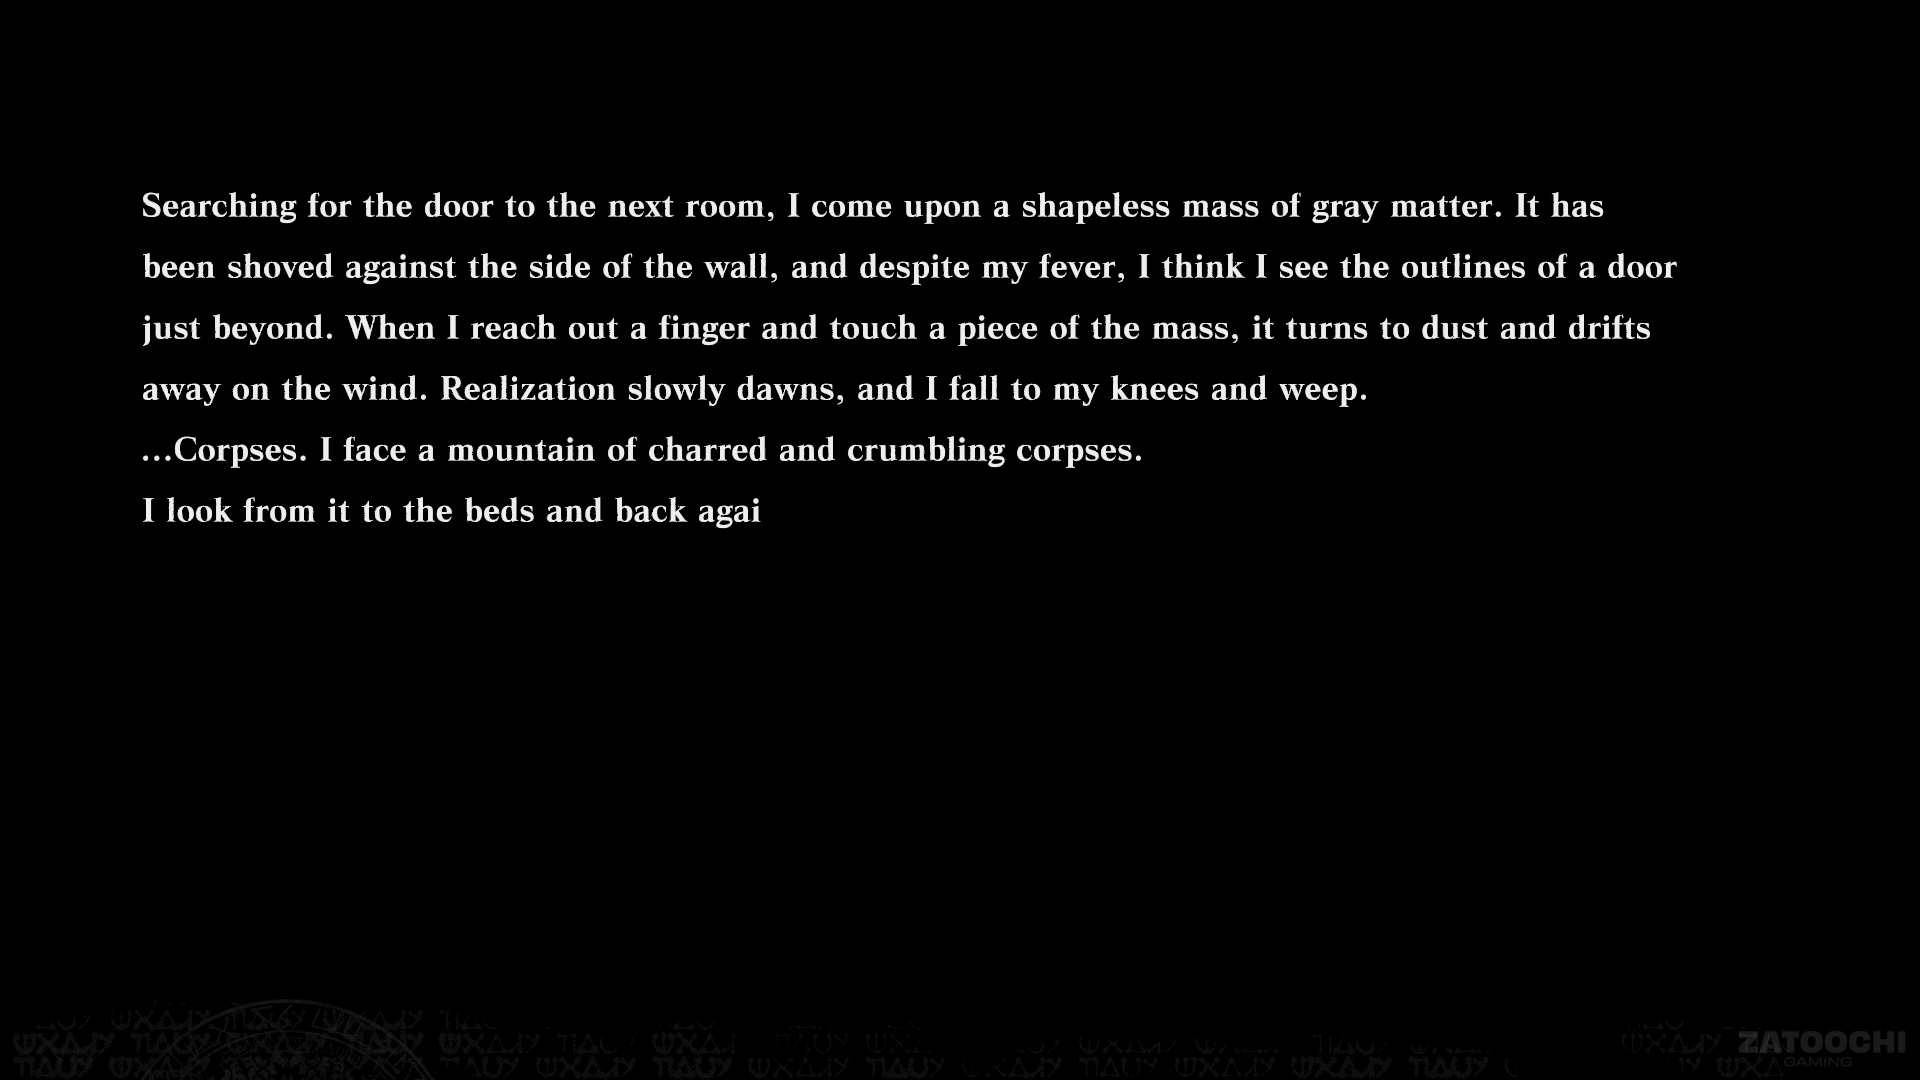 Searching for the door to the next room, I come upon a shapeless mass of gray matter. It has
been shoved against the side of the wall, and despite my fever, I think I see the outlines of a door
just beyond. When I reach out a finger and touch a piece of the mass, it turns to dust and drifts
away on the wind. Realization slowly dawns, and I fall to my knees and weep.
...Corpses. I face a mountain of charred and crumbling corpses.
I look from it to the beds and back agai
ZATOOCHI
GAMING